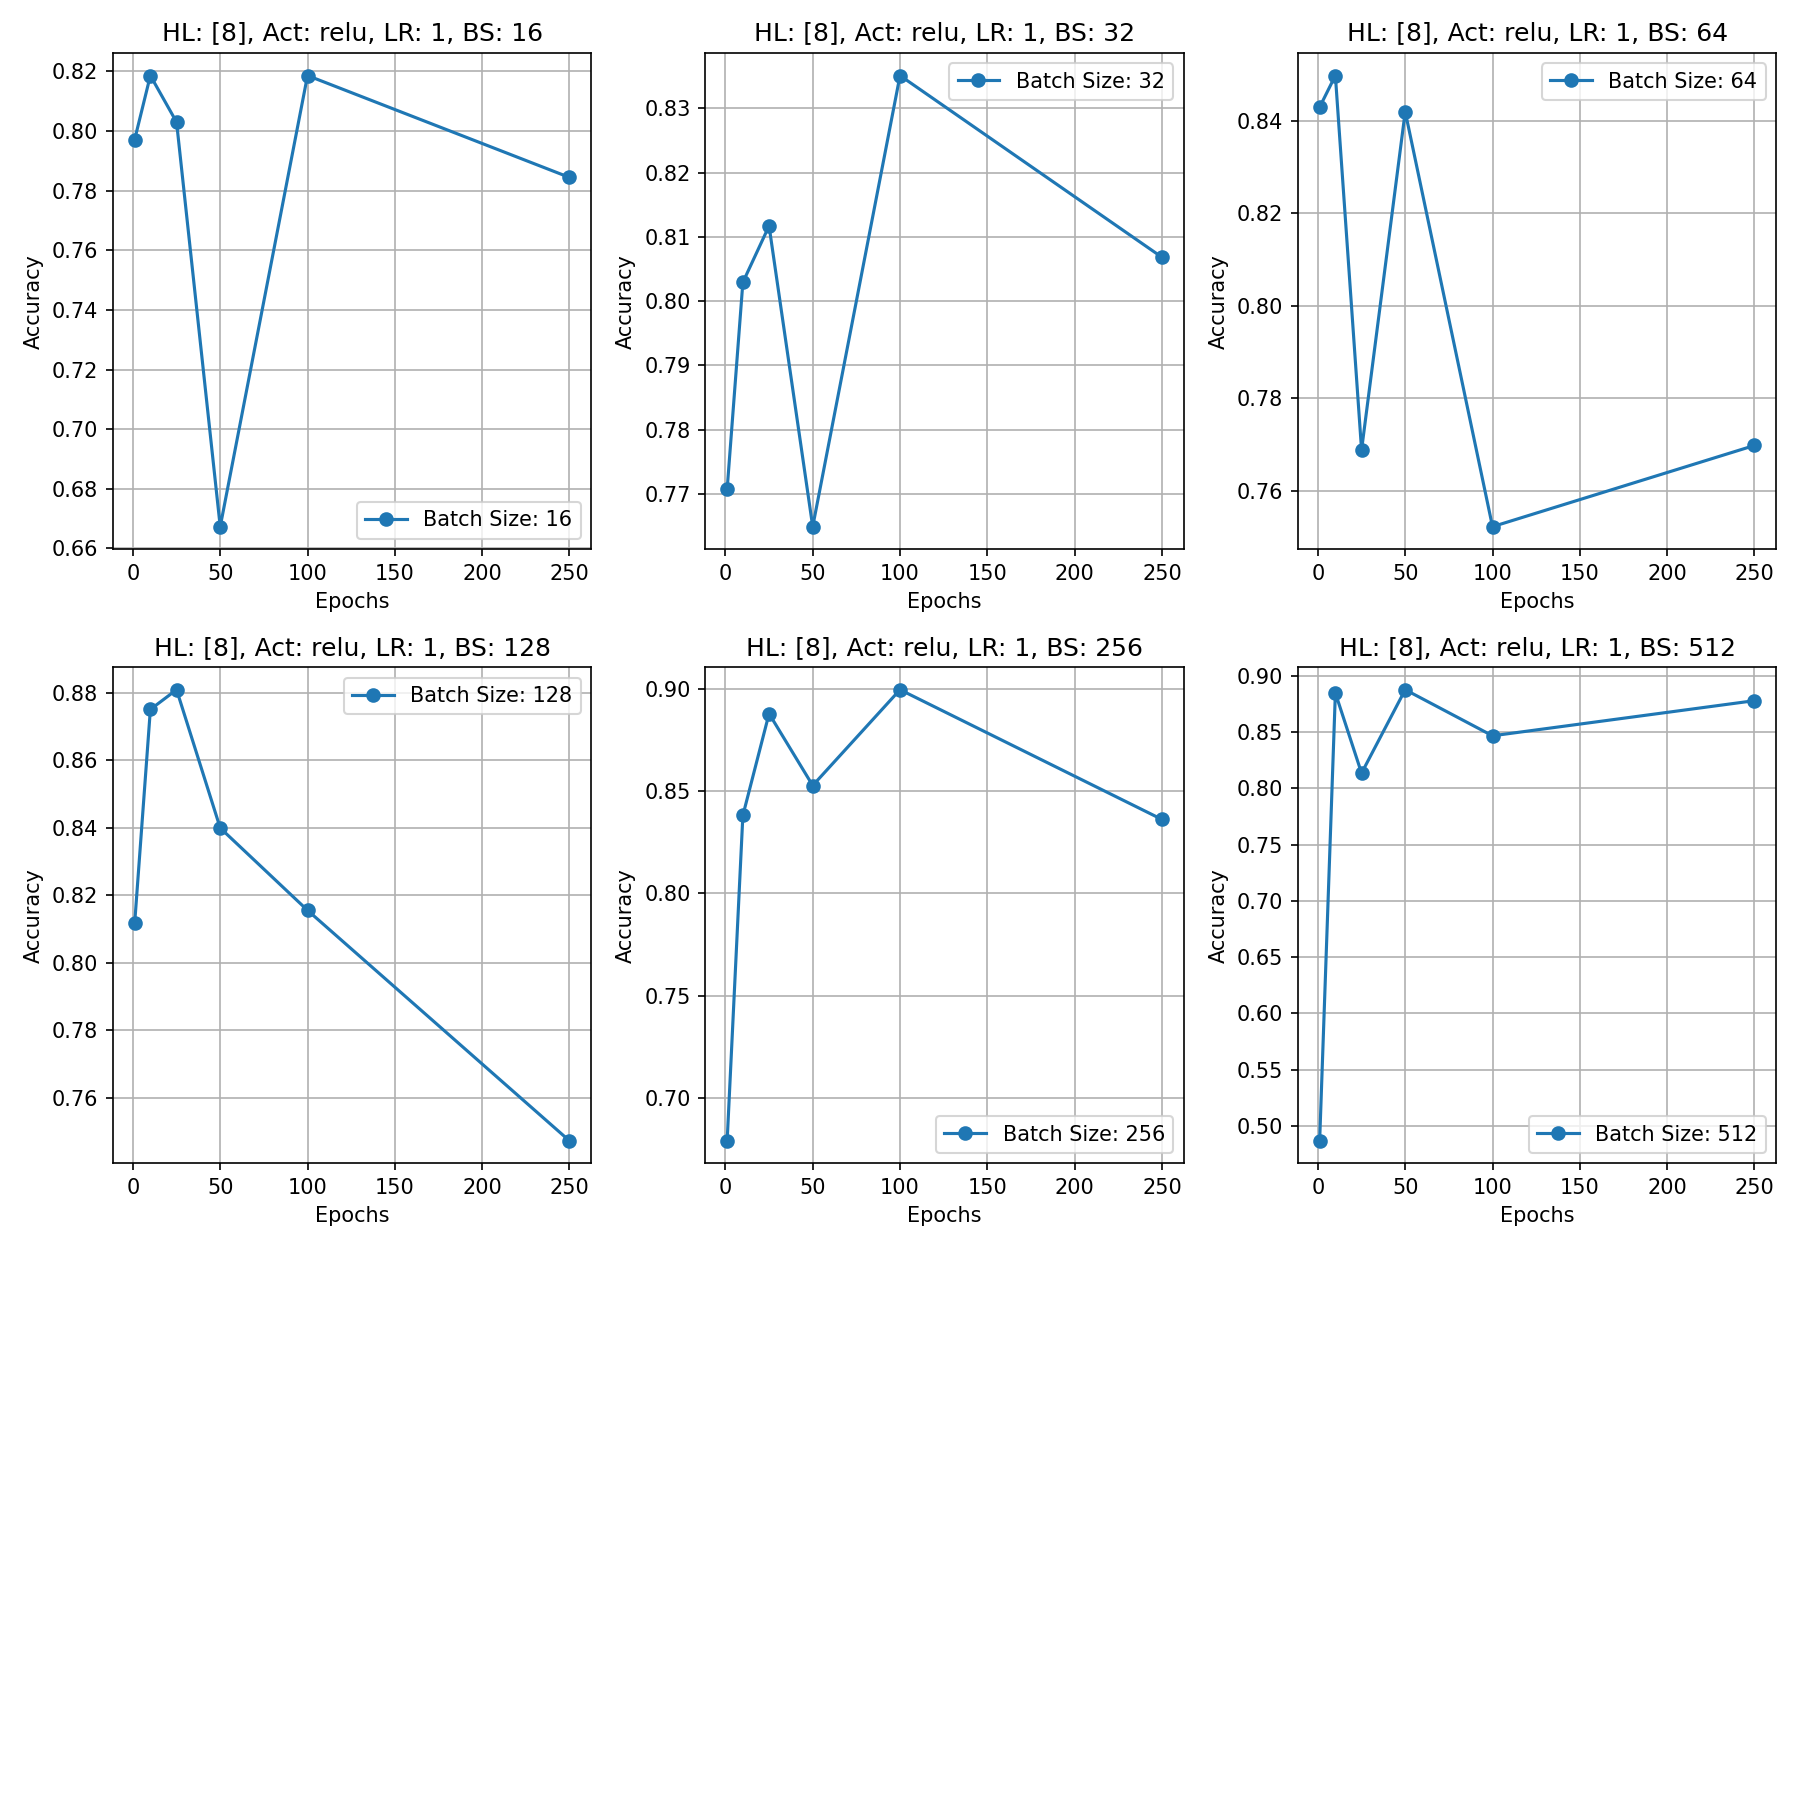 HL: [8], Act: relu, LR: 1, BS: 16
0.82
0.80
0.78
0.76
0.74
0.72
0.70
0.68
0.66
Accuracy
Batch Size: 16
0 50 100 150 200 250
Epochs
HL: [8], Act: relu, LR: 1, BS: 32
0.83
0.82
0.81
0.80
0.79
0.78
0.77
Accuracy
Batch Size: 32
0 50 100 150 200 250
Epochs
HL: [8], Act: relu, LR: 1, BS: 64
0.84
0.82
0.80
0.78
0.76
Accuracy
Batch Size: 64
0 50 100 150 200 250
Epochs
HL: [8], Act: relu, LR: 1, BS: 128
0.88
0.86
0.84
0.82
0.80
0.78
0.76
Accuracy
Batch Size: 128
0 50 100 150 200 250
Epochs
HL: [8], Act: relu, LR: 1, BS: 256
0.90
0.85
0.80
0.75
0.70
Accuracy
Batch Size: 256
0 50 100 150 200 250
Epochs
HL: [8], Act: relu, LR: 1, BS: 512
0.90
0.85
0.80
0.75
0.70
0.65
0.60
0.55
0.50
Accuracy
Batch Size: 512
0 50 100 150 200 250
Epochs